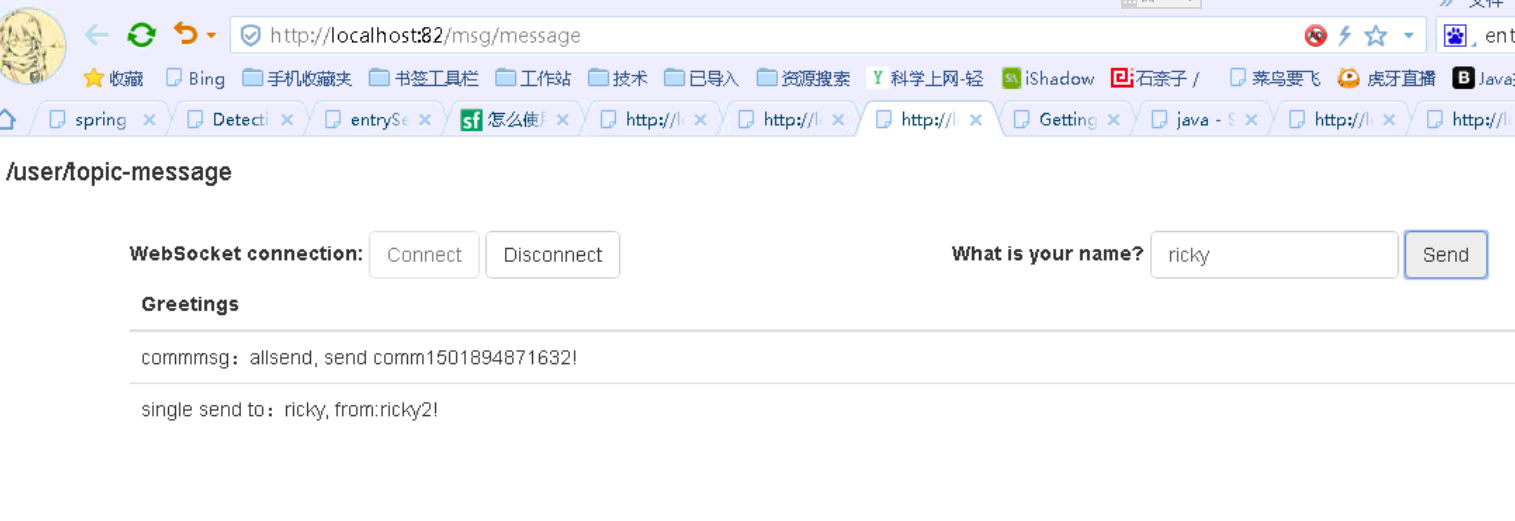 文件
http://localhost:82/msg/message
ent
收藏 Bing 手机收藏夹 书签工具栏 工作站 技术 已导入 资源搜索 Y 科学上网-轻 iShadow 石奈子 / 菜鸟要飞 虎牙直播 B Java
spring Detecti entrySe sf 怎么使 http://l http://l http://l Getting java - S http://l http://l
/user/topic-message
WebSocket connection: Connect Disconnect What is your name? ricky Send
Greetings
commmsg：allsend, send comm1501894871632!
single send to：ricky, from:ricky2!